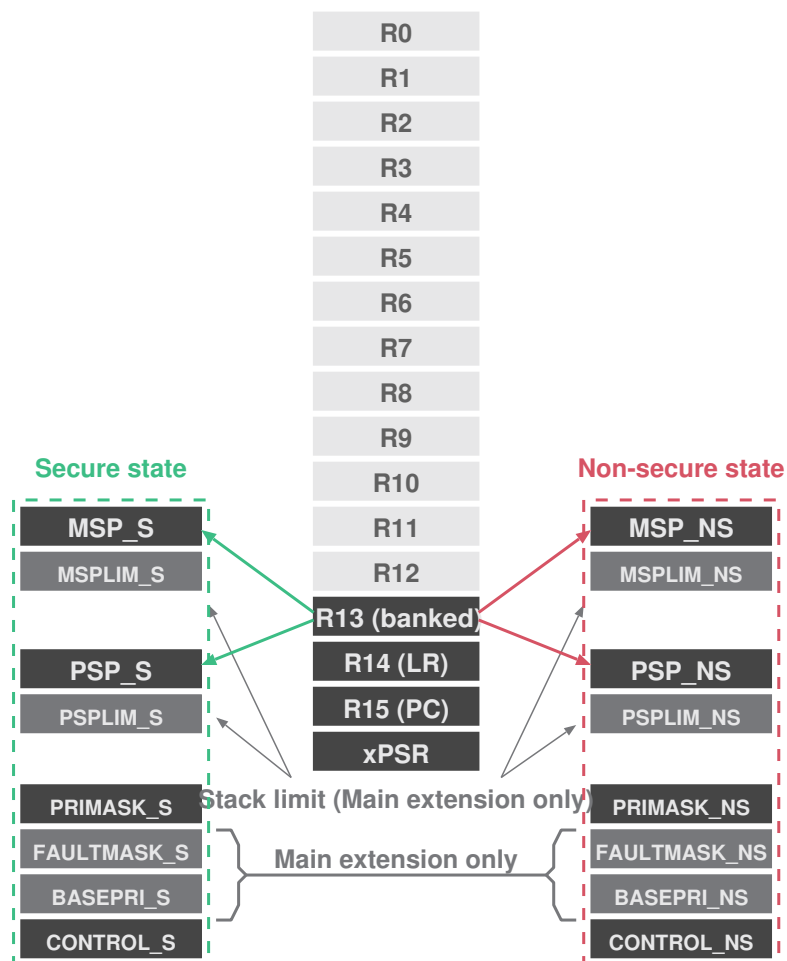 R0
R1
R2
R3
R4
R5
R6
R7
R8
R9
R10
R11
R12
R13 (banked)
R14 (LR)
R15 (PC)
xPSR
Secure state
MSP_S
MSPLIM_S
PSP_S
PSPLIM_S
PRIMASK_S
FAULTMASK_S
BASEPRI_S
CONTROL_S
Stack limit (Main extension only)
Main extension only
Non-secure state
MSP_NS
MSPLIM_NS
PSP_NS
PSPLIM_NS
PRIMASK_NS
FAULTMASK_NS
BASEPRI_NS
CONTROL_NS